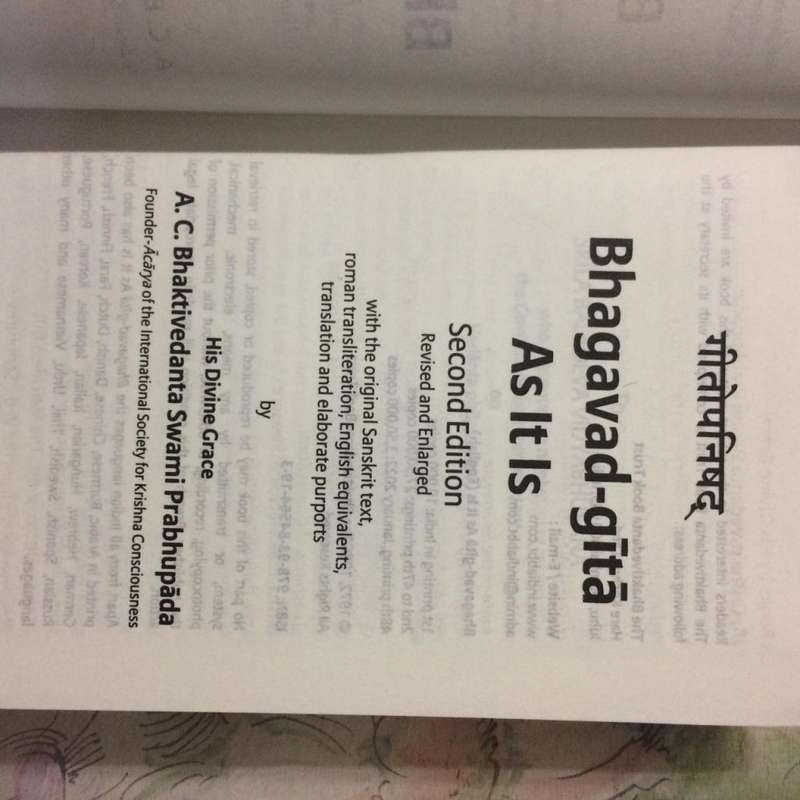 गीतोपनिषद्
Bhagavad-gītā
As It Is
Second Edition
Revised and Enlarged
with the original Sanskrit text,
roman transliteration, English equivalents,
translation and elaborate purports
by
His Divine Grace
A. C. Bhaktivedanta Swami Prabhupāda
Founder-Ācārya of the International Society for Krishna Consciousness